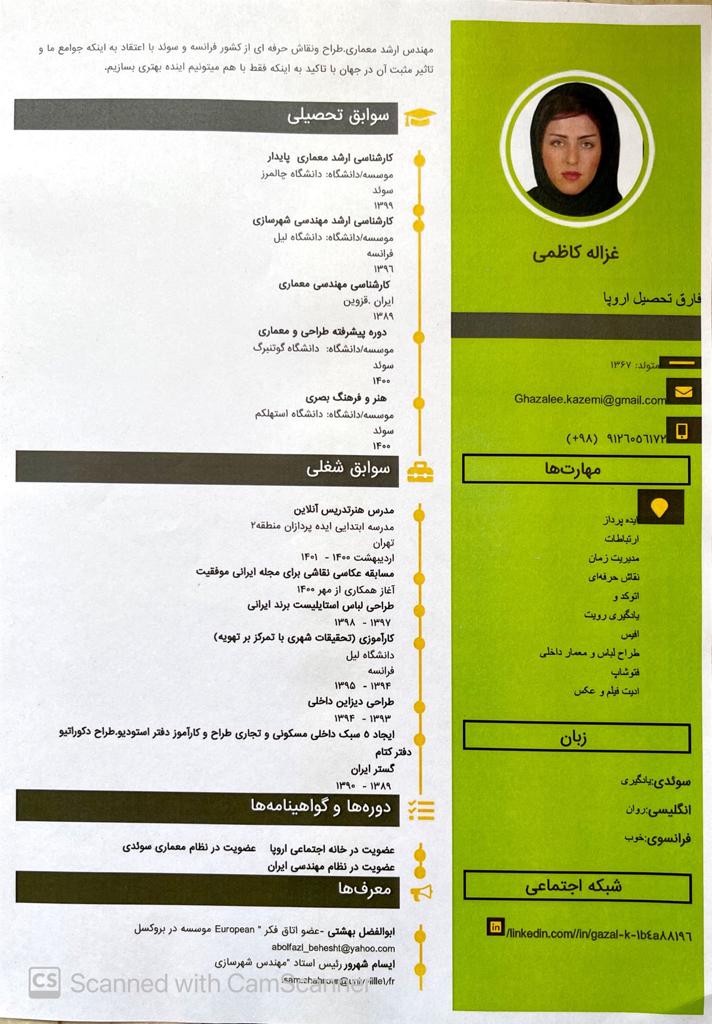 مهندس ارشد معماری.طراح ونقاش حرفه ای از کشور فرانسه و سوئد با اعتقاد به اینکه جوامع ما و
تاثیر مثبت آن در جهان با تاکید به اینکه فقط با هم میتونیم اینده بهتری بسازیم.
سوابق تحصیلی
کارشناسی ارشد معماری پایدار
موسسه/دانشگاه: دانشگاه چالمرز
سوئد
۱۳۹۹
کارشناسی ارشد مهندسی شهرسازی
موسسه/دانشگاه: دانشگاه لیل
فرانسه
۱۳۹۶
کارشناسی مهندسی معماری
ایران .قزوین
۱۳۸۹
دوره پیشرفته طراحی و معماری
موسسه/دانشگاه: دانشگاه گوتنبرگ
سوئد
۱۴۰۰
هنر و فرهنگ بصری
موسسه/دانشگاه: دانشگاه استهلکم
سوئد
۱۴۰۰
سوابق شغلی
مدرس هنرتدریس آنلاین
مدرسه ابتدایی ایده پردازان منطقه۲
تهران
اردیبهشت ۱۴۰۰ - ۱۴۰۱
مسابقه عکاسی نقاشی برای مجله ایرانی موفقیت
آغاز همکاری از مهر ۱۴۰۰
طراحی لباس استایلیست برند ایرانی
۱۳۹۷ - ۱۳۹۸
کارآموزی (تحقیقات شهری با تمرکز بر تهویه)
دانشگاه لیل
فرانسه
۱۳۹۴ - ۱۳۹۵
طراحی دیزاین داخلی
۱۳۹۳ - ۱۳۹۴
ایجاد ۵ سبک داخلی مسکونی و تجاری طراح و کارآموز دفتر استودیو.طراح دکوراتیو
دفتر کتام
گستر ایران
۱۳۸۹ - ۱۳۹۰
دوره‌ها و گواهینامه‌ها
عضویت در خانه اجتماعی اروپا عضویت در نظام معماری سوئدی
عضویت در نظام مهندسی ایران
معرف‌ها
ابوالفضل بهشتی -عضو اتاق فکر " European موسسه در بروکسل
abolfazl_behesht@yahoo.com
ایسام شهرور رئیس استاد "مهندس شهرسازی
غزاله کاظمی
فارق تحصیل اروپا
متولد: ۱۳۶۷
Ghazalee.kazemi@gmail.com
(+۹۸) ۹۱۲۶۰۵۶۱۷۲
مهارت‌ها
ایده پرداز
ارتباطات
مدیریت زمان
نقاش حرفه‌ای
اتوکد و
یادگیری رویت
افیس
طراح لباس و معمار داخلی
فتوشاپ
ادیت فیلم و عکس
زبان
سوئدی:یادگیری
انگلیسی:روان
فرانسوی:خوب
شبکه اجتماعی
/linkedin.com//in/gazal-k-۱b٤a۸۸۱۹٦
CS Scanned with CamScanner